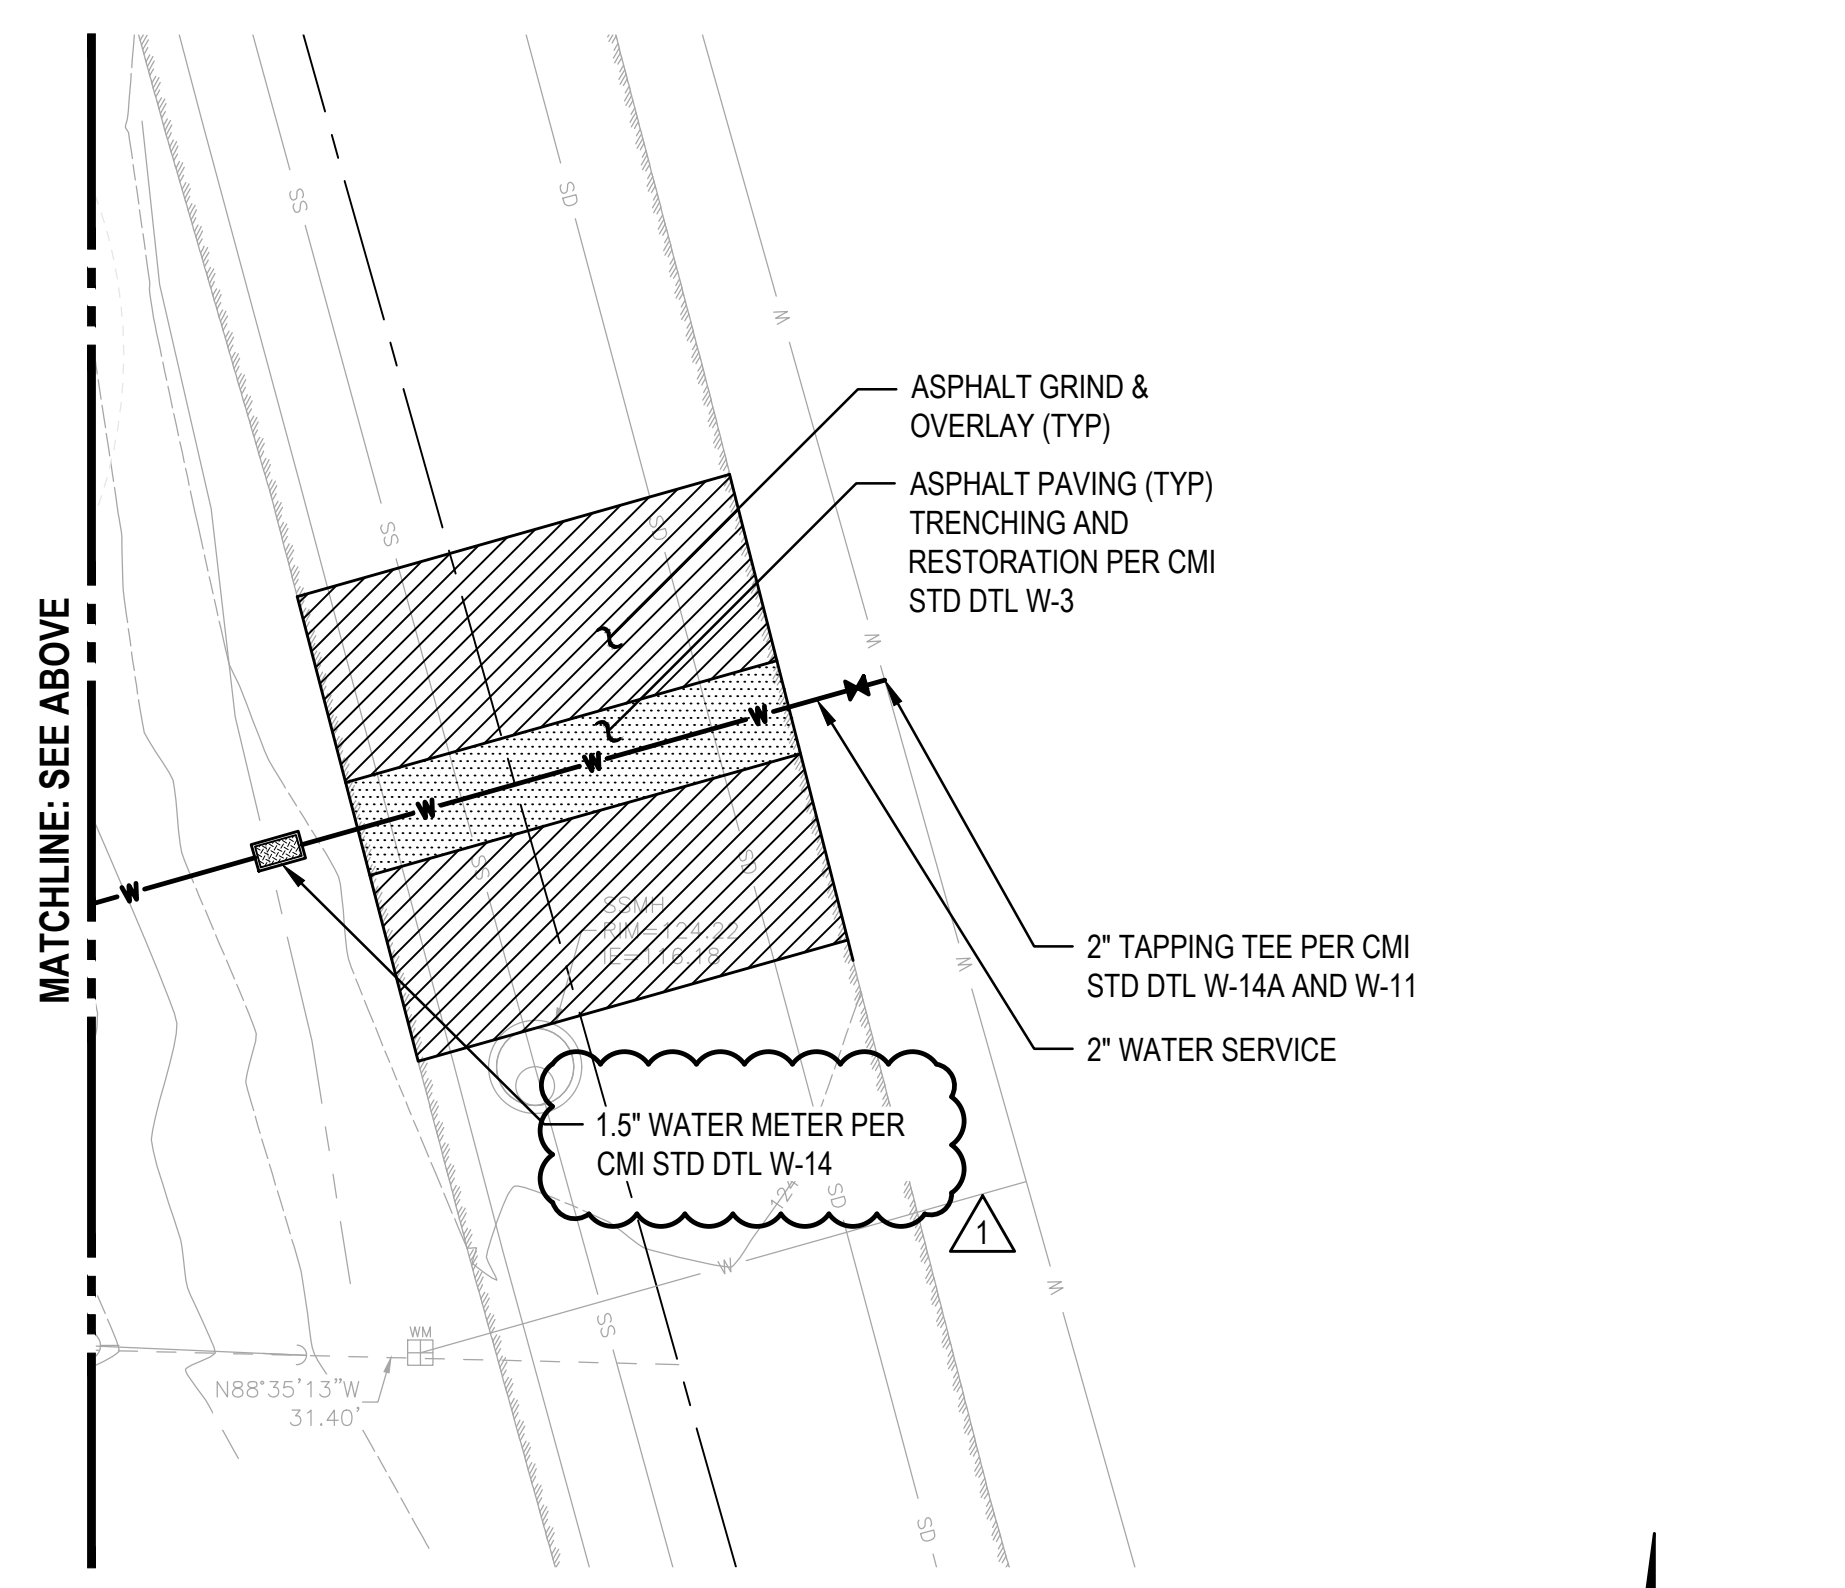 SS
SD
W
ASPHALT GRIND &
OVERLAY (TYP)
ASPHALT PAVING (TYP)
TRENCHING AND
RESTORATION PER CMI
STD DTL W-3
SS
SD
W
MATCHLINE: SEE ABOVE
W
W
W
W
SS
SD
SSMH
RIM=124.22
IE=116.18
W
2" TAPPING TEE PER CMI
STD DTL W-14A AND W-11
2" WATER SERVICE
1.5" WATER METER PER
CMI STD DTL W-14
SD
1
W
W
SS
WM
N88°35'13"W
31.40'
SD